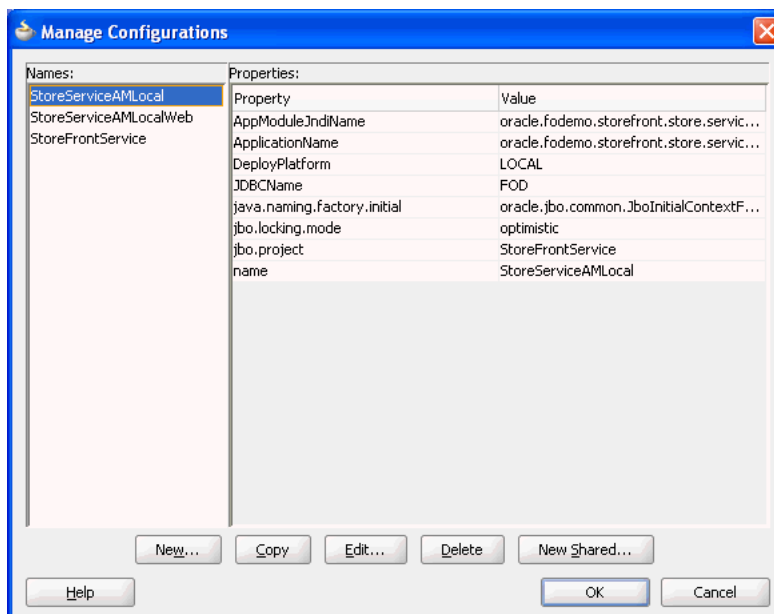 Manage Configurations
Names:
StoreServiceAMLocal
StoreServiceAMLocalWeb
StoreFrontService
Properties:
Property Value
AppModuleJndiName oracle.fodemo.storefront.store.servic...
ApplicationName oracle.fodemo.storefront.store.servic...
DeployPlatform LOCAL
JDBCName FOD
java.naming.factory.initial oracle.jbo.common.JboInitialContextF...
jbo.locking.mode optimistic
jbo.project StoreFrontService
name StoreServiceAMLocal
New... Copy Edit... Delete New Shared...
Help OK Cancel